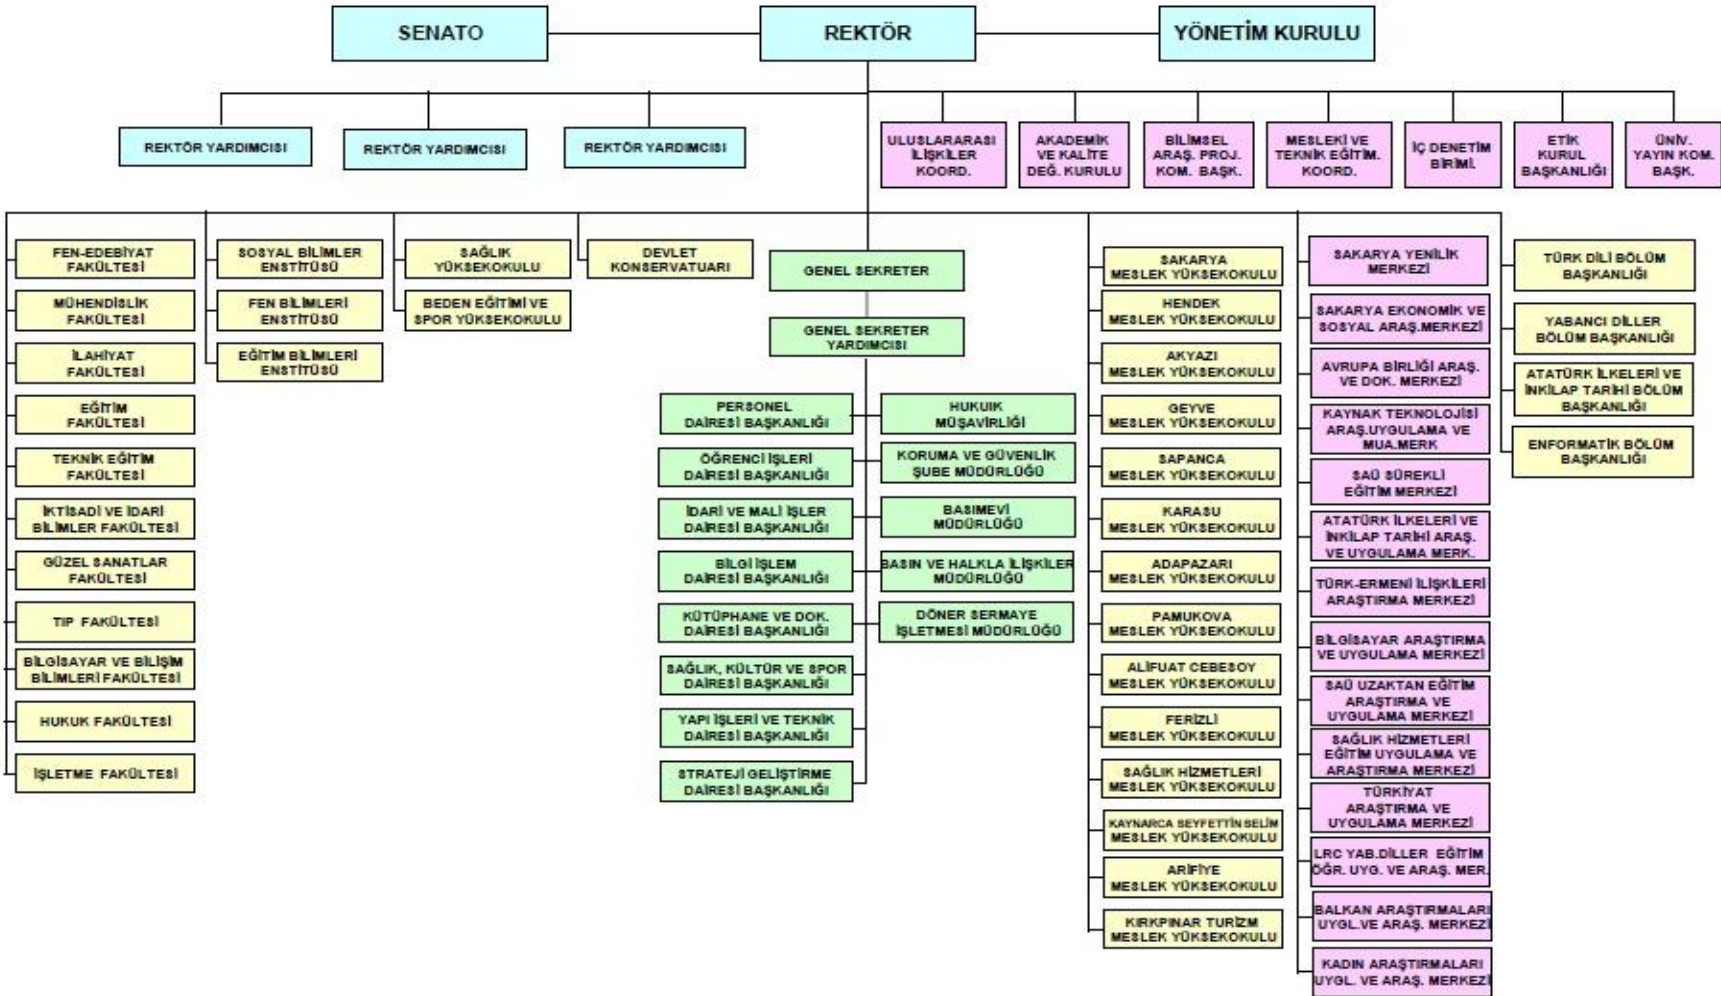 SENATO
REKTÖR
YÖNETİM KURULU
REKTÖR YARDIMCISI
REKTÖR YARDIMCISI
REKTÖR YARDIMCISI
ULUSLARARASI
İLİŞKİLER
KOORD.
AKADEMİK
VE KALİTE
DEĞ. KURULU
BİLİMSEL
ARAŞ. PROJ.
KOM. BAŞK.
MESLEKİ VE
TEKNİK EĞİTİM.
KOORD.
İÇ DENETİM
BİRİMİ.
ETİK
KURUL
BAŞKANLIĞI
ÜNİV.
YAYIN KOM.
BAŞK.
FEN-EDEBİYAT
FAKÜLTESİ
MÜHENDİSLİK
FAKÜLTESİ
İLAHİYAT
FAKÜLTESİ
EĞİTİM
FAKÜLTESİ
TEKNİK EĞİTİM
FAKÜLTESİ
İKTİSADİ VE İDARİ
BİLİMLER FAKÜLTESİ
GÜZEL SANATLAR
FAKÜLTESİ
TIP FAKÜLTESİ
BİLGİSAYAR VE BİLİŞİM
BİLİMLERİ FAKÜLTESİ
HUKUK FAKÜLTESİ
İŞLETME FAKÜLTESİ
SOSYAL BİLİMLER
ENSTİTÜSÜ
FEN BİLİMLERİ
ENSTİTÜSÜ
EĞİTİM BİLİMLERİ
ENSTİTÜSÜ
SAĞLIK
YÜKSEKOKULU
BEDEN EĞİTİMİ VE
SPOR YÜKSEKOKULU
DEVLET
KONSERVATUARI
GENEL SEKRETER
GENEL SEKRETER
YARDIMCISI
PERSONEL
DAİRESİ BAŞKANLIĞI
ÖĞRENCİ İŞLERİ
DAİRESİ BAŞKANLIĞI
İDARİ VE MALİ İŞLER
DAİRESİ BAŞKANLIĞI
BİLGİ İŞLEM
DAİRESİ BAŞKANLIĞI
KÜTÜPHANE VE DOK.
DAİRESİ BAŞKANLIĞI
SAĞLIK, KÜLTÜR VE SPOR
DAİRESİ BAŞKANLIĞI
YAPI İŞLERİ VE TEKNİK
DAİRESİ BAŞKANLIĞI
STRATEJİ GELİŞTİRME
DAİRESİ BAŞKANLIĞI
HUKUIK
MÜŞAVİRLİĞİ
KORUMA VE GÜVENLİK
ŞUBE MÜDÜRLÜĞÜ
BASIMEVİ
MÜDÜRLÜĞÜ
BASIN VE HALKLA İLİŞKİLER
MÜDÜRLÜĞÜ
DÖNER SERMAYE
İŞLETMESİ MÜDÜRLÜĞÜ
SAKARYA
MESLEK YÜKSEKOKULU
HENDEK
MESLEK YÜKSEKOKULU
AKYAZI
MESLEK YÜKSEKOKULU
GEYVE
MESLEK YÜKSEKOKULU
SAPANCA
MESLEK YÜKSEKOKULU
KARASU
MESLEK YÜKSEKOKULU
ADAPAZARI
MESLEK YÜKSEKOKULU
PAMUKOVA
MESLEK YÜKSEKOKULU
ALİFUAT CEBESOY
MESLEK YÜKSEKOKULU
FERİZLİ
MESLEK YÜKSEKOKULU
SAĞLIK HİZMETLERİ
MESLEK YÜKSEKOKULU
KAYNARCA SEYFETTİN SELİM
MESLEK YÜKSEKOKULU
ARİFİYE
MESLEK YÜKSEKOKULU
KIRKPINAR TURİZM
MESLEK YÜKSEKOKULU
SAKARYA YENİLİK
MERKEZİ
SAKARYA EKONOMİK VE
SOSYAL ARAŞ.MERKEZİ
AVRUPA BİRLİĞİ ARAŞ.
VE DOK. MERKEZİ
KAYNAK TEKNOLOJİSİ
ARAŞ.UYGULAMA VE
MUA.MERK
SAÜ SÜREKLİ
EĞİTİM MERKEZİ
ATATÜRK İLKELERİ VE
İNKİLAP TARİHİ ARAŞ.
VE UYGULAMA MERK.
TÜRK-ERMENİ İLİŞKİLERİ
ARAŞTIRMA MERKEZİ
BİLGİSAYAR ARAŞTIRMA
VE UYGULAMA MERKEZİ
SAÜ UZAKTAN EĞİTİM
ARAŞTIRMA VE
UYGULAMA MERKEZİ
SAĞLIK HİZMETLERİ
EĞİTİM UYGULAMA VE
ARAŞTIRMA MERKEZİ
TÜRKİYAT
ARAŞTIRMA VE
UYGULAMA MERKEZİ
LRC YAB.DİLLER EĞİTİM
ÖĞR. UYG. VE ARAŞ. MER.
BALKAN ARAŞTIRMALARI
UYGL.VE ARAŞ. MERKEZİ
KADIN ARAŞTIRMALARI
UYGL. VE ARAŞ. MERKEZİ
TÜRK DİLİ BÖLÜM
BAŞKANLIĞI
YABANCI DİLLER
BÖLÜM BAŞKANLIĞI
ATATÜRK İLKELERİ VE
İNKİLAP TARİHİ BÖLÜM
BAŞKANLIĞI
ENFORMATİK BÖLÜM
BAŞKANLIĞI